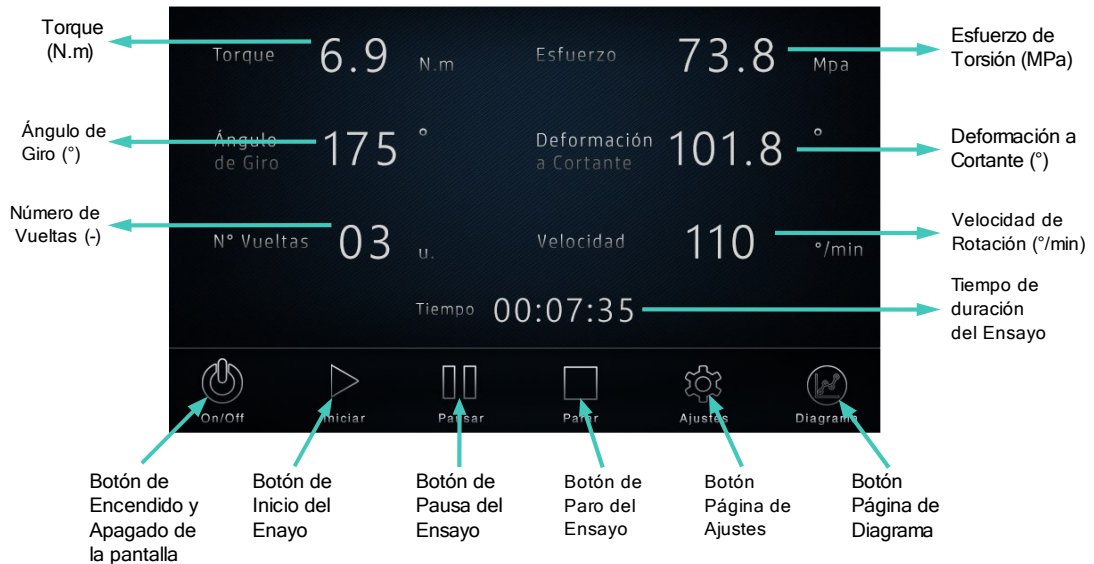 Torque
(N.m)
Torque 6.9 N.m
Esfuerzo 73.8 Mpa
Esfuerzo de
Torsión (MPa)
Ángulo de
Giro (°)
Ángulo
de Giro 175 °
Deformación
a Cortante 101.8 °
Deformación a
Cortante (°)
Número de
Vueltas (-)
N° Vueltas 03 u.
Velocidad 110 °/min
Velocidad de
Rotación (°/min)
Tiempo 00:07:35
Tiempo de
duración
del Ensayo
On/Off
Iniciar
Pausar
Parar
Ajustes
Diagrama
Botón de
Encendido y
Apagado de
la pantalla
Botón de
Inicio del
Enayo
Botón de
Pausa del
Ensayo
Botón de
Paro del
Ensayo
Botón
Página de
Ajustes
Botón
Página de
Diagrama